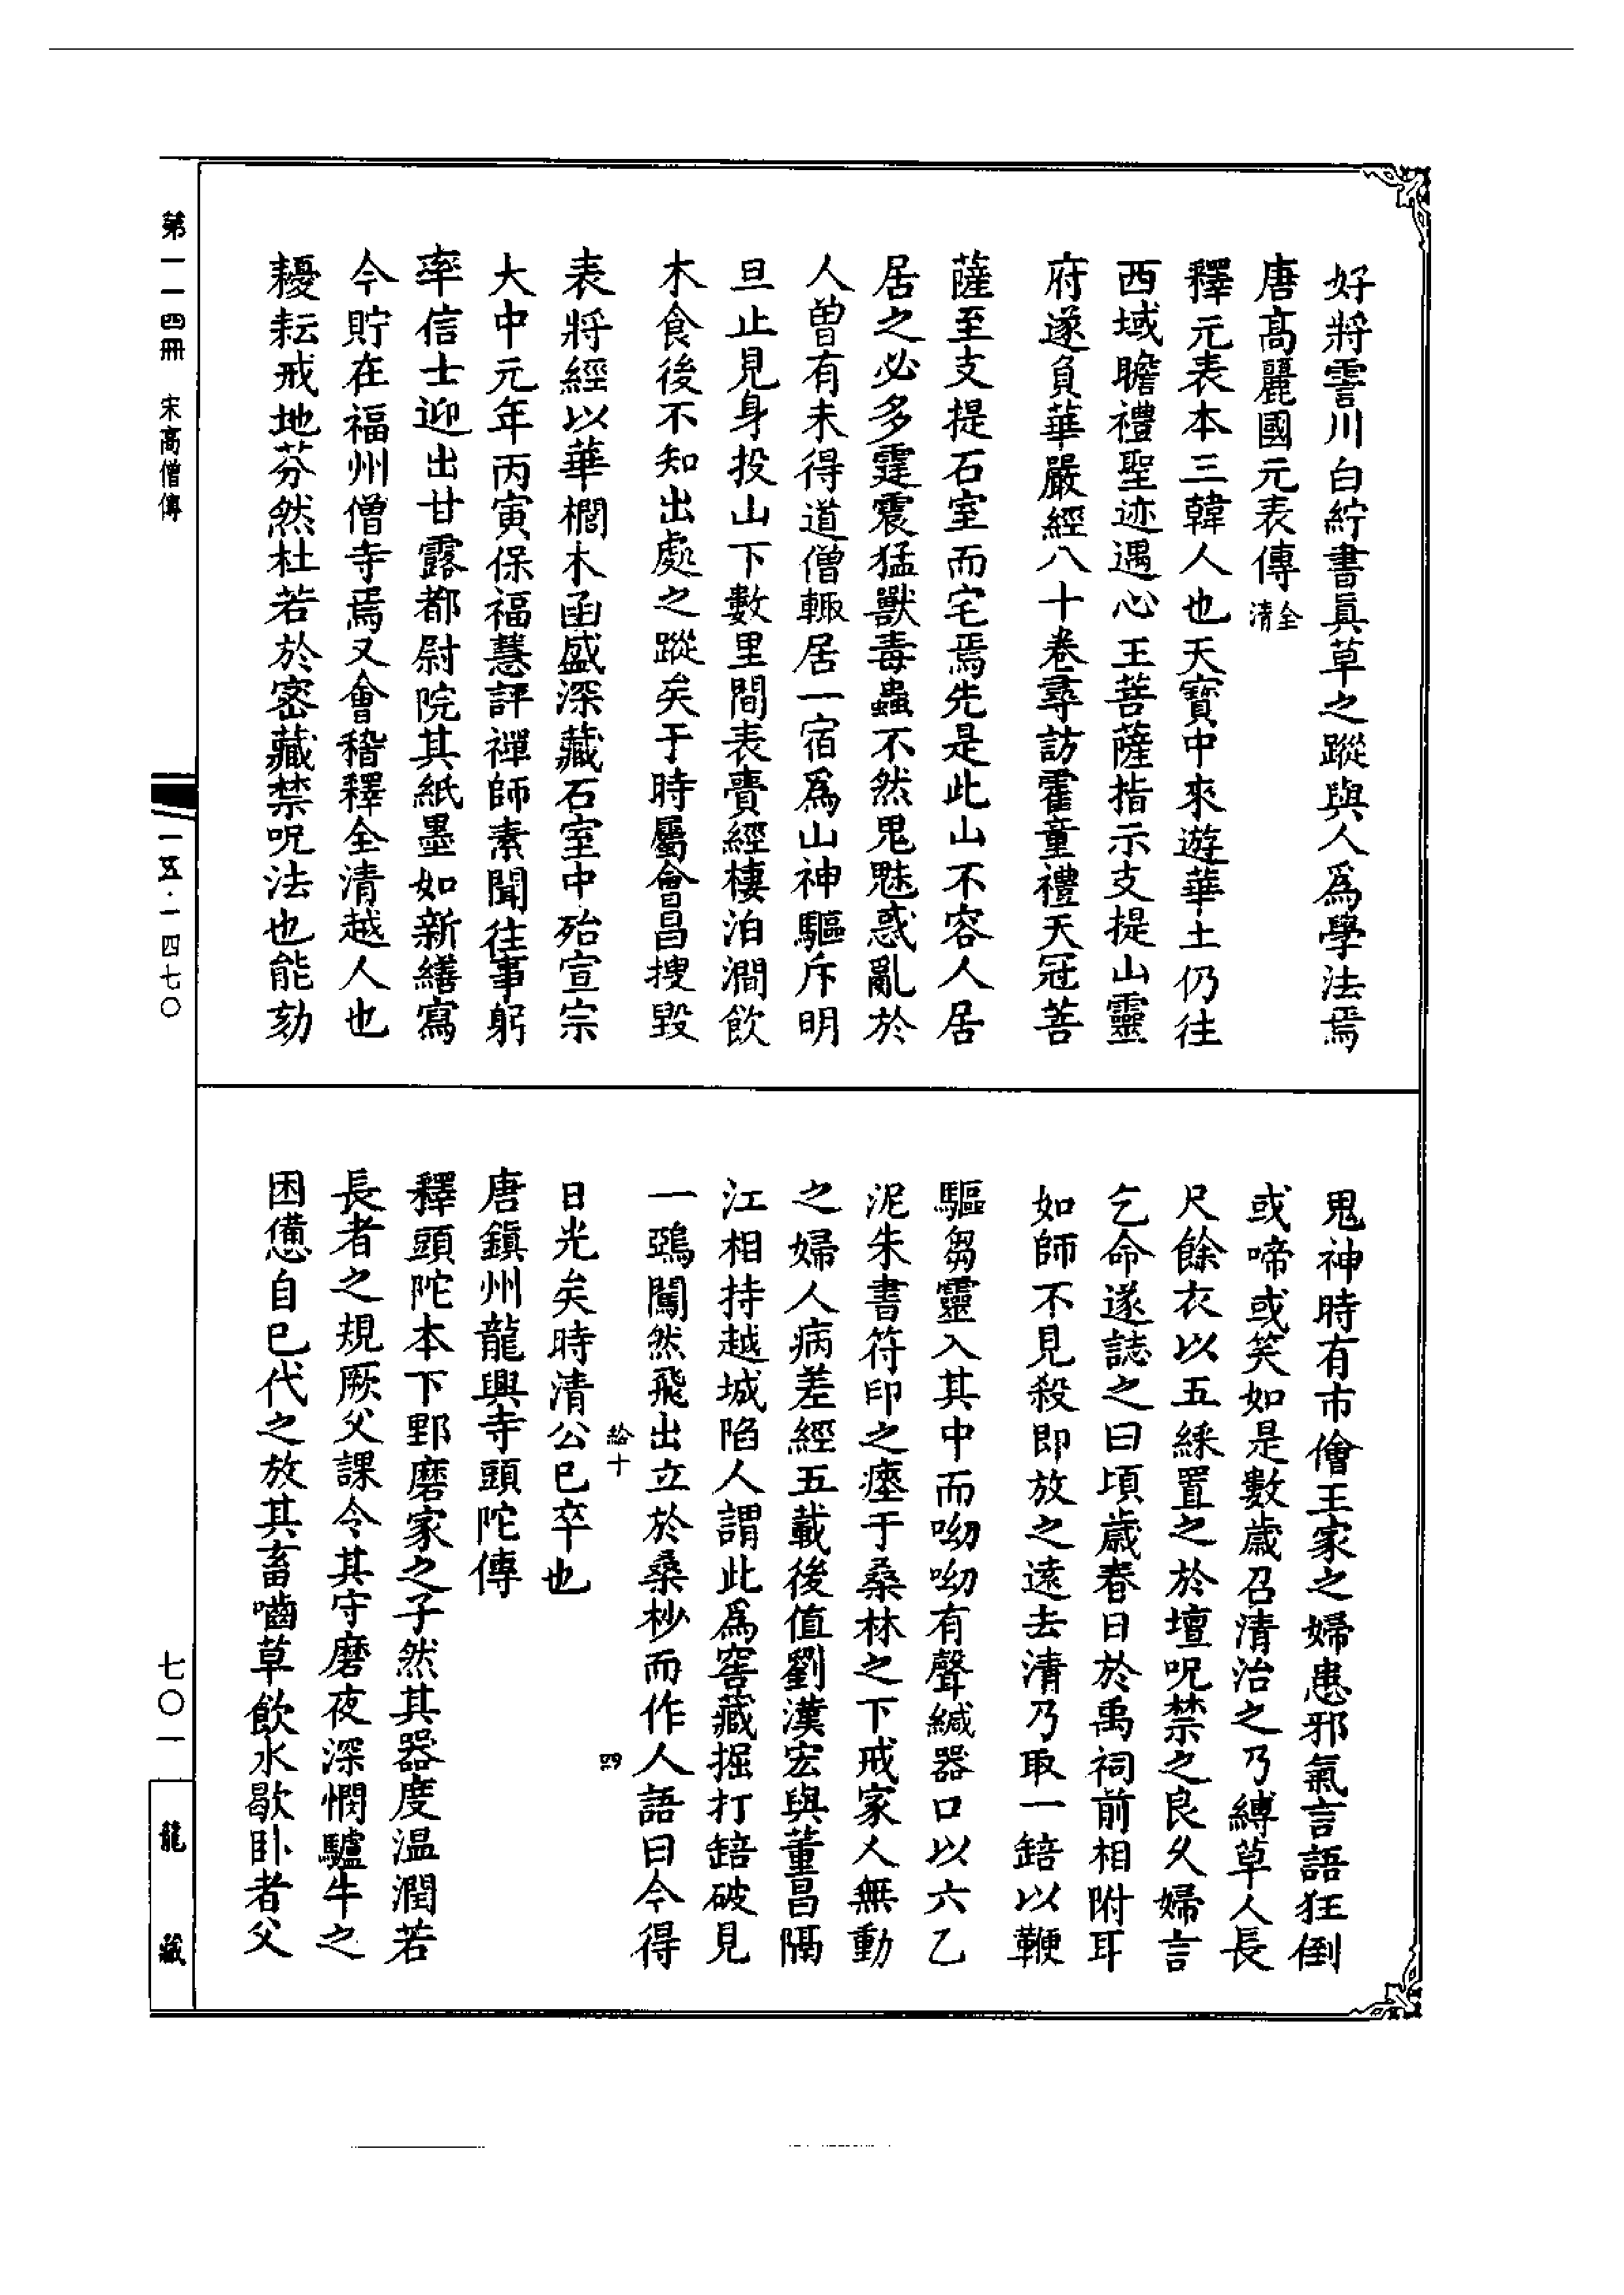 好將霅川白紵書眞草之蹤與人爲學法焉
唐高麗國元表傳全清
釋元表本三韓人也天寶中來遊華土仍往
西域瞻禮聖迹遇心王菩薩指示支提山靈
府遂負華嚴經八十卷尋訪霍童禮天冠菩
薩至支提石室而宅焉先是此山不容人居
居之必多霆震猛獸毒蟲不然鬼魅惑亂於
人曾有未得道僧輙居一宿爲山神驅斥明
旦止見身投山下數里間表賷經棲泊澗飲
木食後不知出處之蹤矣于時屬會昌搜毀
表將經以華櫚木函盛深藏石室中殆宣宗
大中元年丙寅保福慧評禪師素聞往事躬
率信士迎出甘露都尉院其紙墨如新繕寫
今貯在福州僧寺焉又會稽釋全清越人也
耰耘戒地芬然杜若於密藏禁呪法也能劾
鬼神時有市儈王家之婦患邪氣言語狂倒
或啼或笑如是數歲召清治之乃縛草人長
尺餘衣以五綵置之於壇呪禁之良久婦言
乞命遂誌之曰頃歲春日於禹祠前相附耳
如師不見殺即放之遠去清乃取一錇以鞭
驅芻靈入其中而呦呦有聲緘器口以六乙
泥朱書符印之瘞于桑林之下戒家人無動
之婦人病差經五載後值劉漢宏與董昌隔
江相持越城陷人謂此爲窖藏掘打錇破見
一鵶闖然飛出立於桑杪而作人語曰今得
日光矣時清公已卒也
唐鎭州龍興寺頭陀傳
釋頭陀本下鄴磨家之子然其器度温潤若
長者之規厥父課令其守磨夜深憫驢牛之
困憊自已代之放其畜嚙草飲水歇卧者父
給十
四
第一一四冊 宋高僧傳
一五·一四七〇
七〇一
龍藏